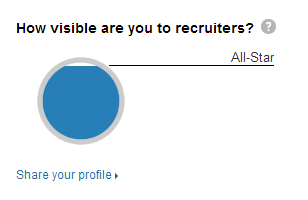 How visible are you to recruiters? ?
All-Star
Share your profile